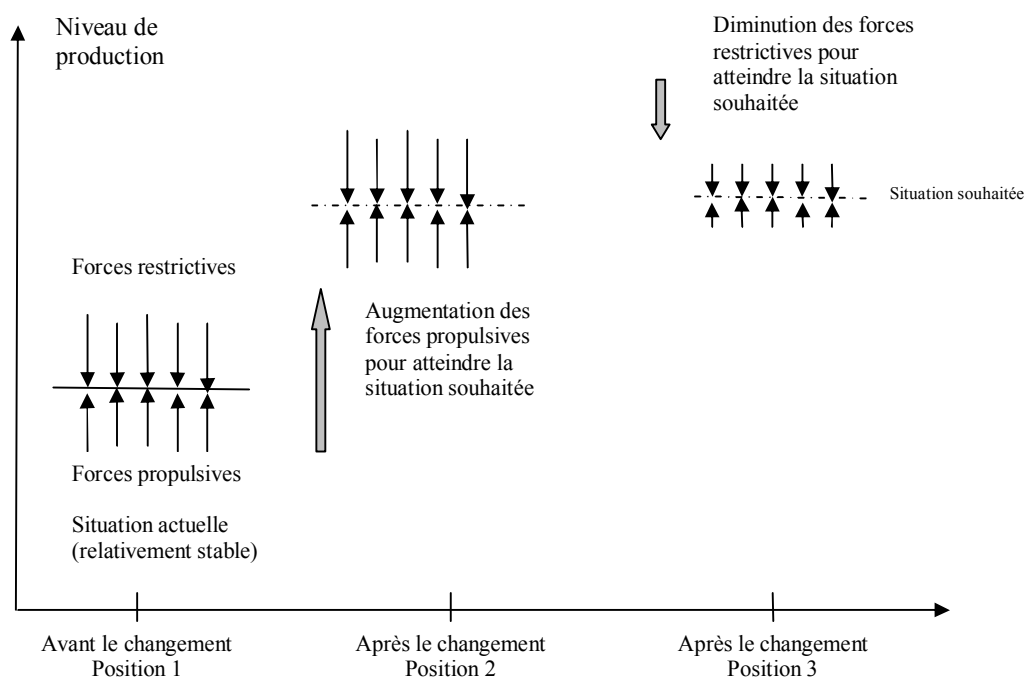 Niveau de
production
Diminution des forces
restrictives pour
atteindre la situation
souhaitée
Situation souhaitée
Forces restrictives
Augmentation des
forces propulsives
pour atteindre la
situation souhaitée
Forces propulsives
Situation actuelle
(relativement stable)
Avant le changement
Position 1
Après le changement
Position 2
Après le changement
Position 3